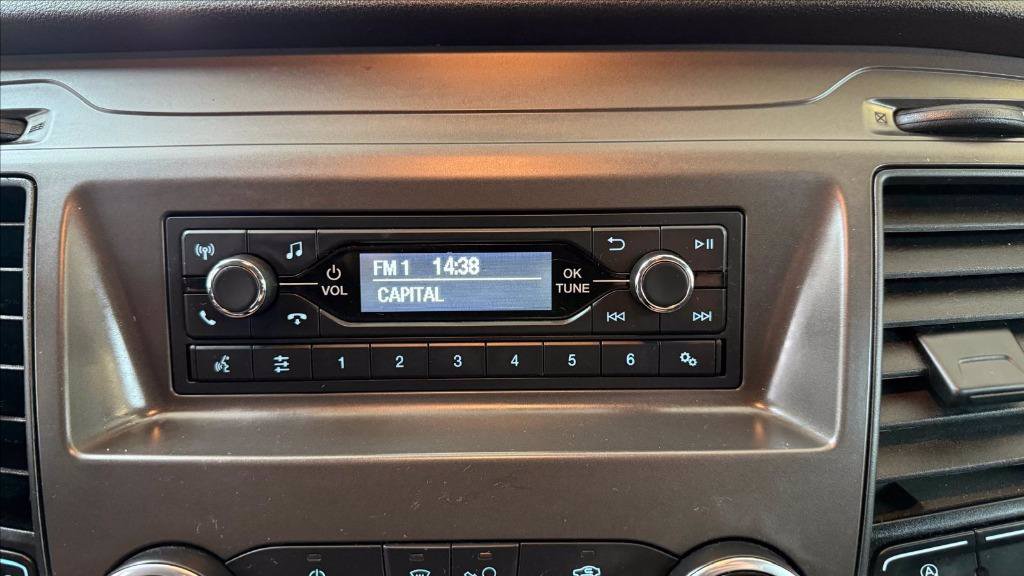 FM 1 14:38
CAPITAL
VOL
OK
TUNE
1 2 3 4 5 6